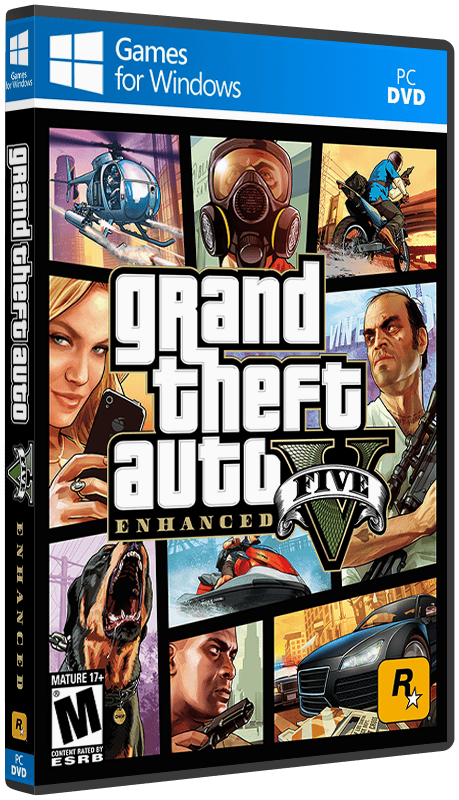 Games
for Windows
PC
DVD
Games
for Windows
grand theft auto
FIVE
V
ENHANCED
R
PC
DVD
grand
theft
auto
V
FIVE
ENHANCED
MATURE 17+
M
CONTENT RATED BY
ESRB
R